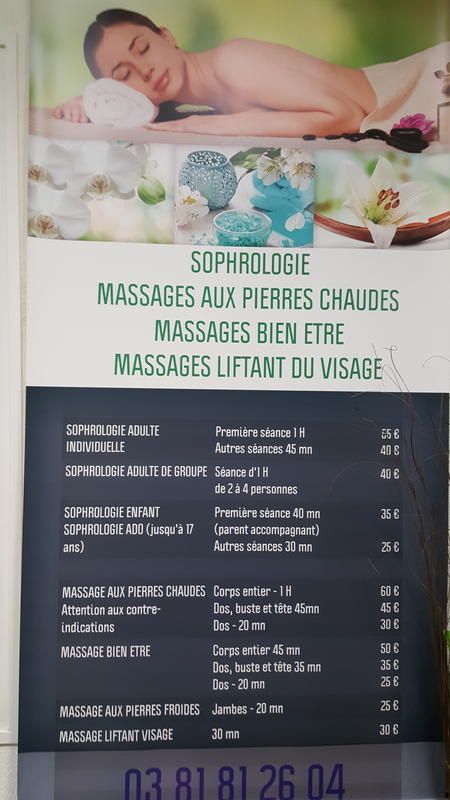 SOPHROLOGIE
MASSAGES AUX PIERRES CHAUDES
MASSAGES BIEN ETRE
MASSAGES LIFTANT DU VISAGE
SOPHROLOGIE ADULTE Première séance 1 H 55 €
INDIVIDUELLE Autres séances 45 mn 40 €
SOPHROLOGIE ADULTE DE GROUPE Séance d'1 H 40 €
de 2 à 4 personnes
SOPHROLOGIE ENFANT Première séance 40 mn 35 €
SOPHROLOGIE ADO (jusqu'à 17 (parent accompagnant)
ans) Autres séances 30 mn 25 €
MASSAGE AUX PIERRES CHAUDES Corps entier - 1 H 60 €
Attention aux contre- Dos, buste et tête 45mn 45 €
indications Dos - 20 mn 30 €
MASSAGE BIEN ETRE Corps entier 45 mn 50 €
Dos, buste et tête 35 mn 35 €
Dos - 20 mn 25 €
MASSAGE AUX PIERRES FROIDES Jambes - 20 mn 25 €
MASSAGE LIFTANT VISAGE 30 mn 30 €
03 81 81 26 04